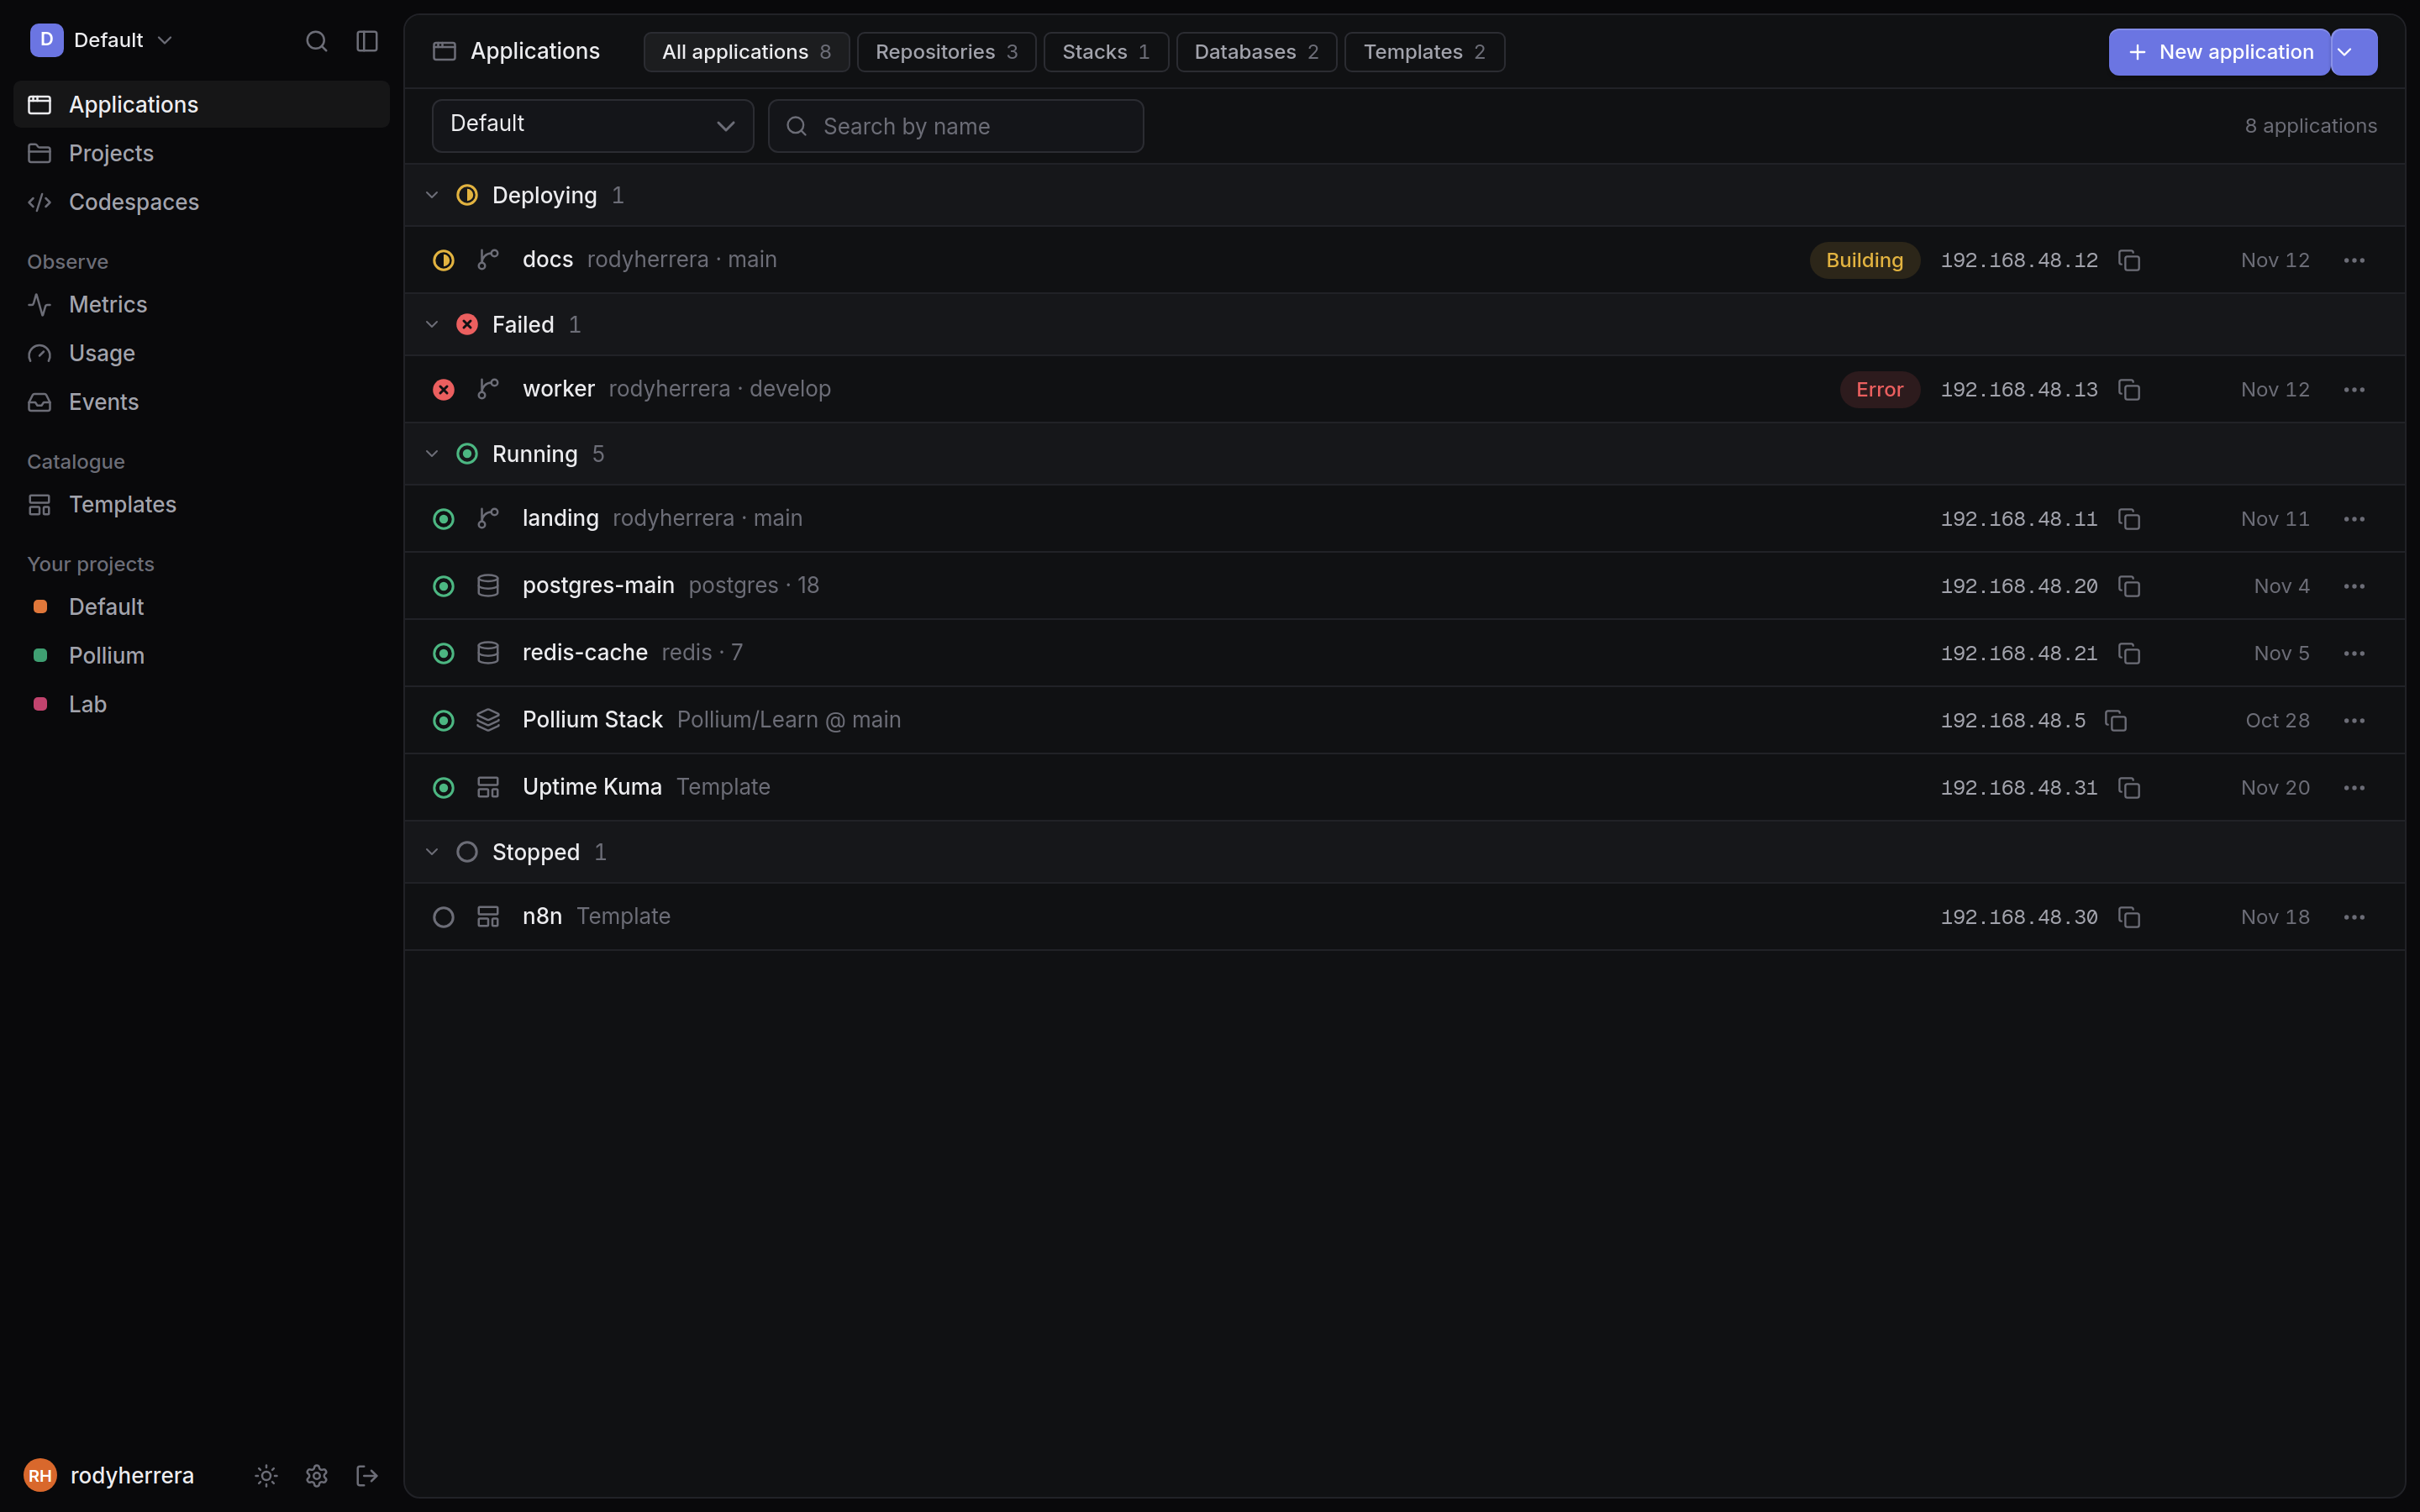 D Default
Applications
Projects
Codespaces
Observe
Metrics
Usage
Events
Catalogue
Templates
Your projects
Default
Pollium
Lab
RH rodyherrera
Applications All applications 8 Repositories 3 Stacks 1 Databases 2 Templates 2 New application
Default Search by name 8 applications
Deploying 1
docs rodyherrera · main Building 192.168.48.12 Nov 12
Failed 1
worker rodyherrera · develop Error 192.168.48.13 Nov 12
Running 5
landing rodyherrera · main 192.168.48.11 Nov 11
postgres-main postgres · 18 192.168.48.20 Nov 4
redis-cache redis · 7 192.168.48.21 Nov 5
Pollium Stack Pollium/Learn @ main 192.168.48.5 Oct 28
Uptime Kuma Template 192.168.48.31 Nov 20
Stopped 1
n8n Template 192.168.48.30 Nov 18